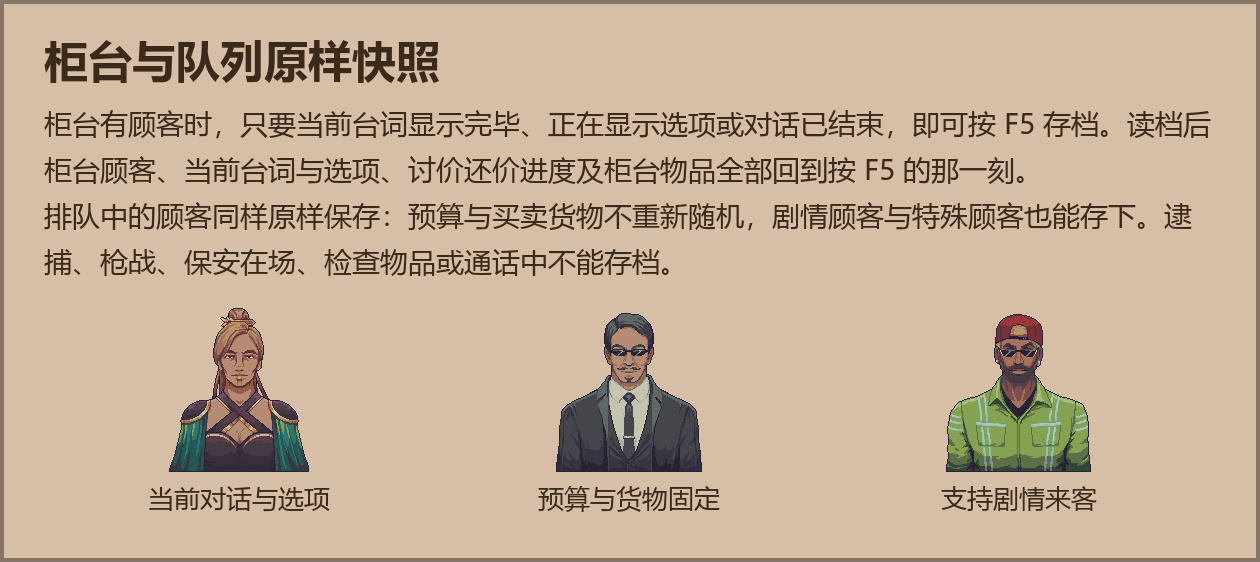 柜台与队列原样快照
柜台有顾客时，只要当前台词显示完毕、正在显示选项或对话已结束，即可按 F5 存档。读档后
柜台顾客、当前台词与选项、讨价还价进度及柜台物品全部回到按 F5 的那一刻。
排队中的顾客同样原样保存：预算与买卖货物不重新随机，剧情顾客与特殊顾客也能存下。逮
捕、枪战、保安在场、检查物品或通话中不能存档。
当前对话与选项
预算与货物固定
支持剧情来客